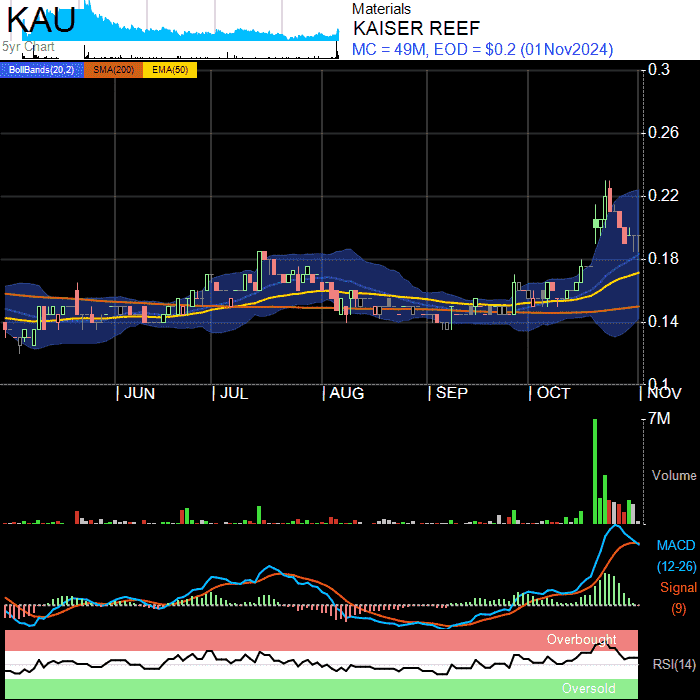 KAU
5yr Chart
Materials
KAISER REEF
MC = 49M, EOD = $0.2 (01Nov2024)
BollBands(20,2) SMA(200) EMA(50)
0.3
0.26
0.22
0.18
0.14
0.1
JUN JUL AUG SEP OCT NOV
7M
Volume
MACD
(12-26)
Signal
(9)
Overbought
RSI(14)
Oversold